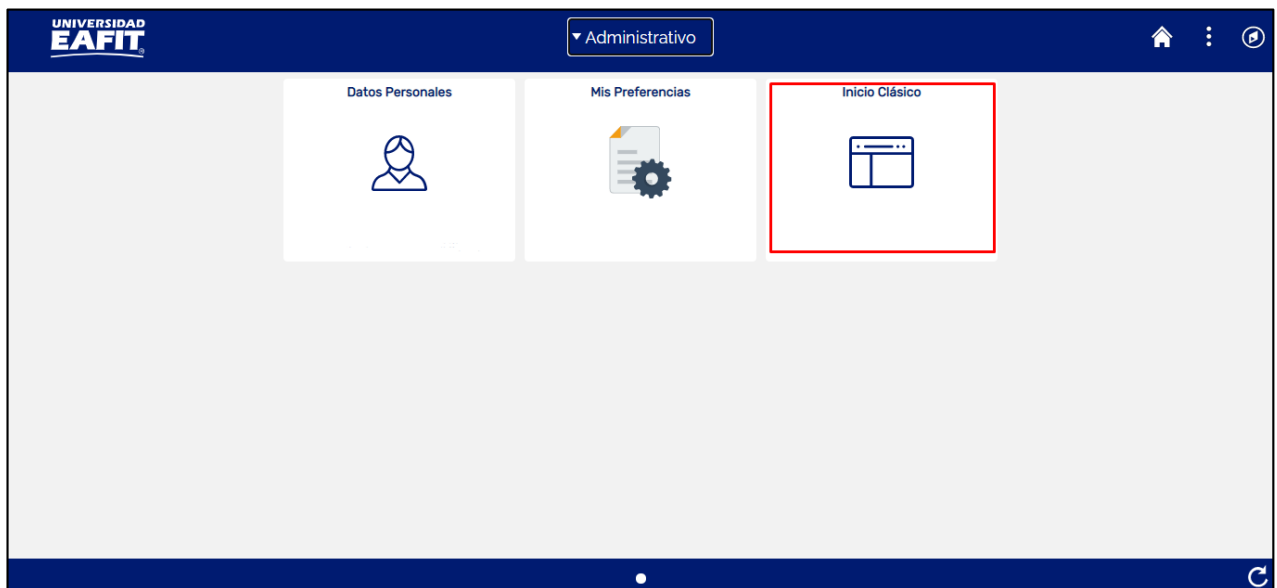 UNIVERSIDAD
EAFIT
Administrativo
Datos Personales
Mis Preferencias
Inicio Clásico